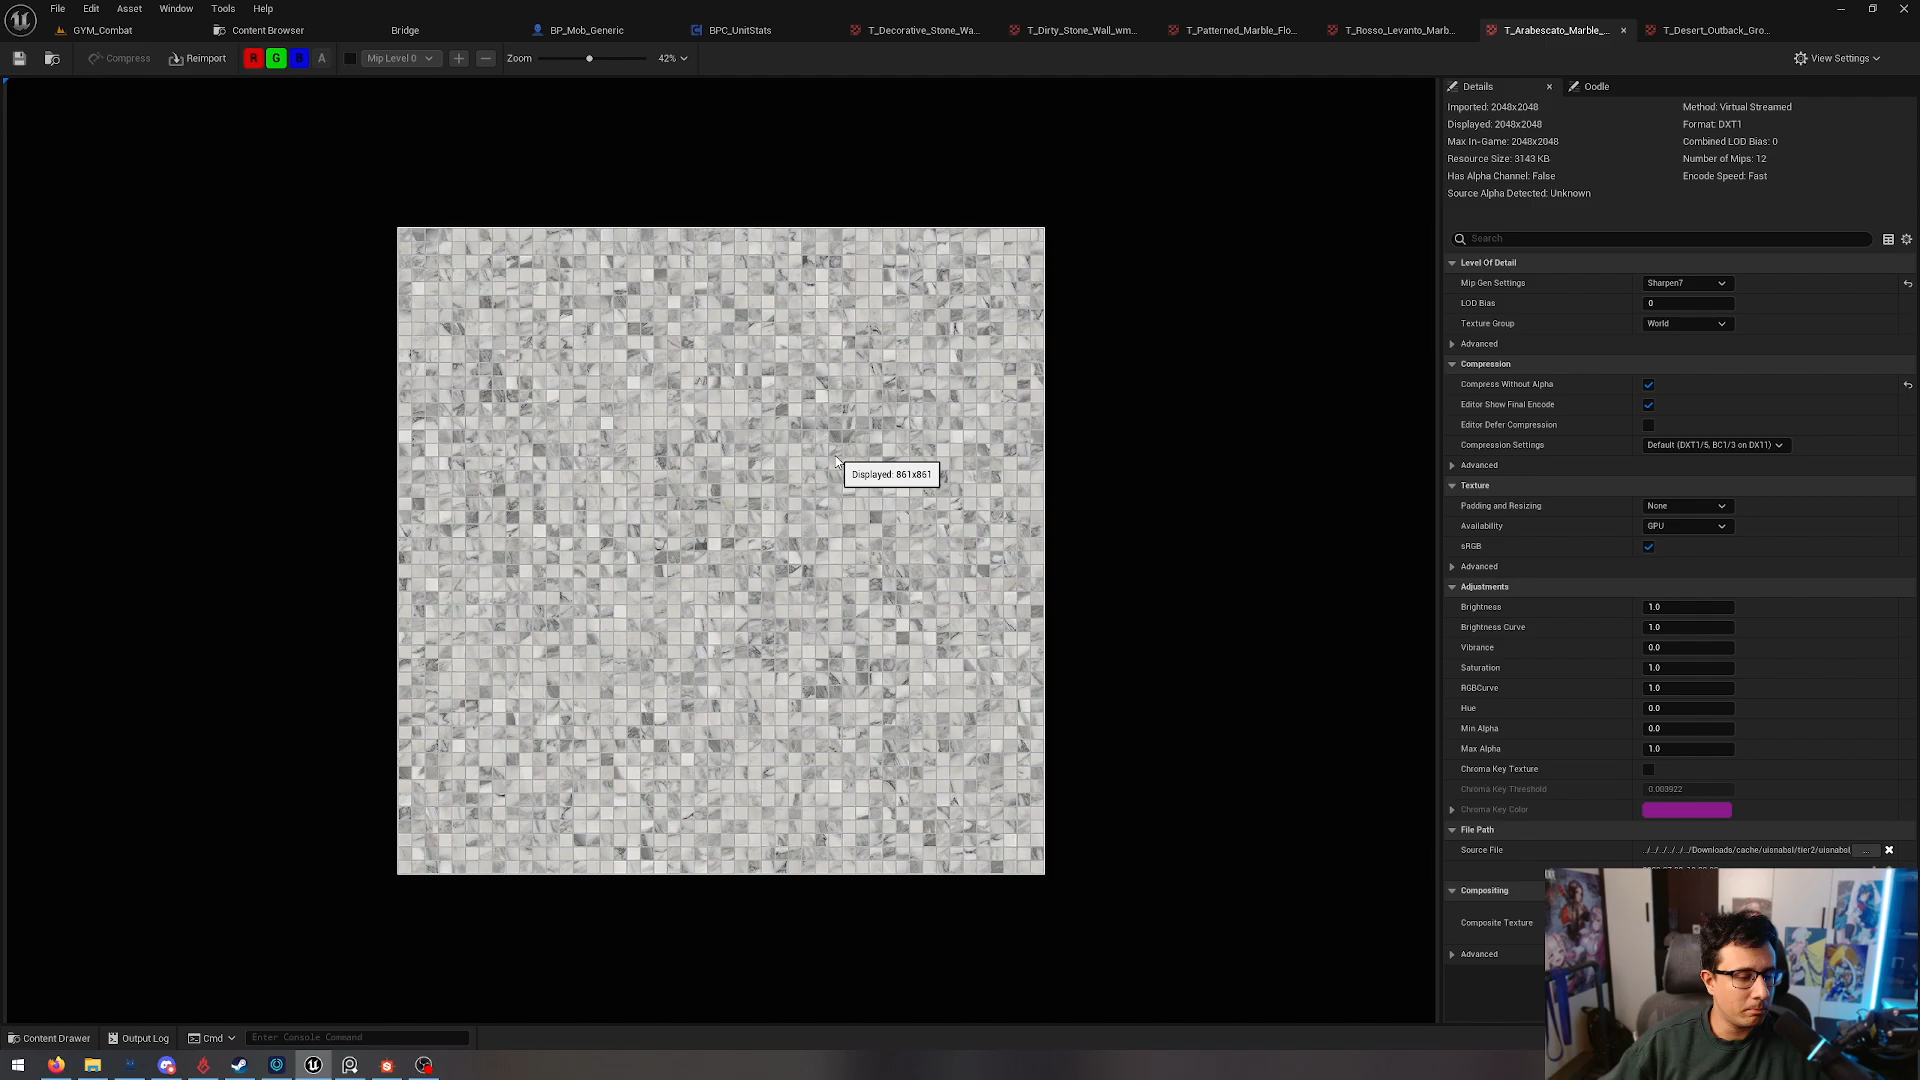 File Edit Asset Window Tools Help
GYM_Combat Content Browser Bridge BP_Mob_Generic BPC_UnitStats T_Decorative_Stone_Wa... T_Dirty_Stone_Wall_wm... T_Patterned_Marble_Flo... T_Rosso_Levanto_Marb... T_Arabescato_Marble_... T_Desert_Outback_Gro...
Compress Reimport R G B A Mip Level 0 Zoom 42% View Settings
Details Oodle
Imported: 2048x2048 Method: Virtual Streamed
Displayed: 2048x2048 Format: DXT1
Max In-Game: 2048x2048 Combined LOD Bias: 0
Resource Size: 3143 KB Number of Mips: 12
Has Alpha Channel: False Encode Speed: Fast
Source Alpha Detected: Unknown
Search
Level Of Detail
Mip Gen Settings Sharpen7
LOD Bias 0
Texture Group World
Advanced
Compression
Compress Without Alpha
Editor Show Final Encode
Editor Defer Compression
Compression Settings Default (DXT1/5, BC1/3 on DX11)
Advanced
Displayed: 861x861
Texture
Padding and Resizing None
Availability GPU
sRGB
Advanced
Adjustments
Brightness 1.0
Brightness Curve 1.0
Vibrance 0.0
Saturation 1.0
RGBCurve 1.0
Hue 0.0
Min Alpha 0.0
Max Alpha 1.0
Chroma Key Texture
Chroma Key Threshold 0.003922
Chroma Key Color
File Path
Source File ../../../../../../Downloads/cache/uisnabsl/tier2/uisnabsl ...
Compositing
Composite Texture
Advanced
Content Drawer Output Log Cmd Enter Console Command